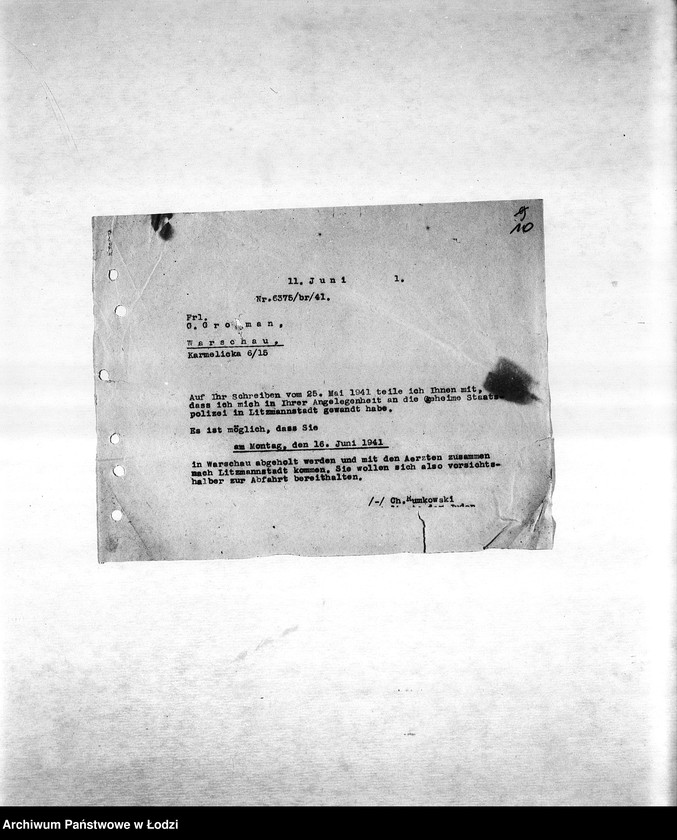 10
11. J u n i 1.
Nr.6375/br/41.
Frl.
W a r s c h a u ,
Karmelicka 6/15
Auf Ihr Schreiben vom 25. Mai 1941 teile ich Ihnen mit,
dass ich mich in Ihrer Angelegenheit an die Geheime Staats-
polizei in Litzmannstadt gewandt habe.
Es ist möglich, dass Sie
am Montag, den 16. Juni 1941
in Warschau abgeholt werden und mit den Aerzten zusammen
nach Litzmannstadt kommen. Sie wollen sich also vorsichts-
halber zur Abfahrt bereithalten.
/-/ Ch.Rumkowski
Archiwum Państwowe w Łodzi